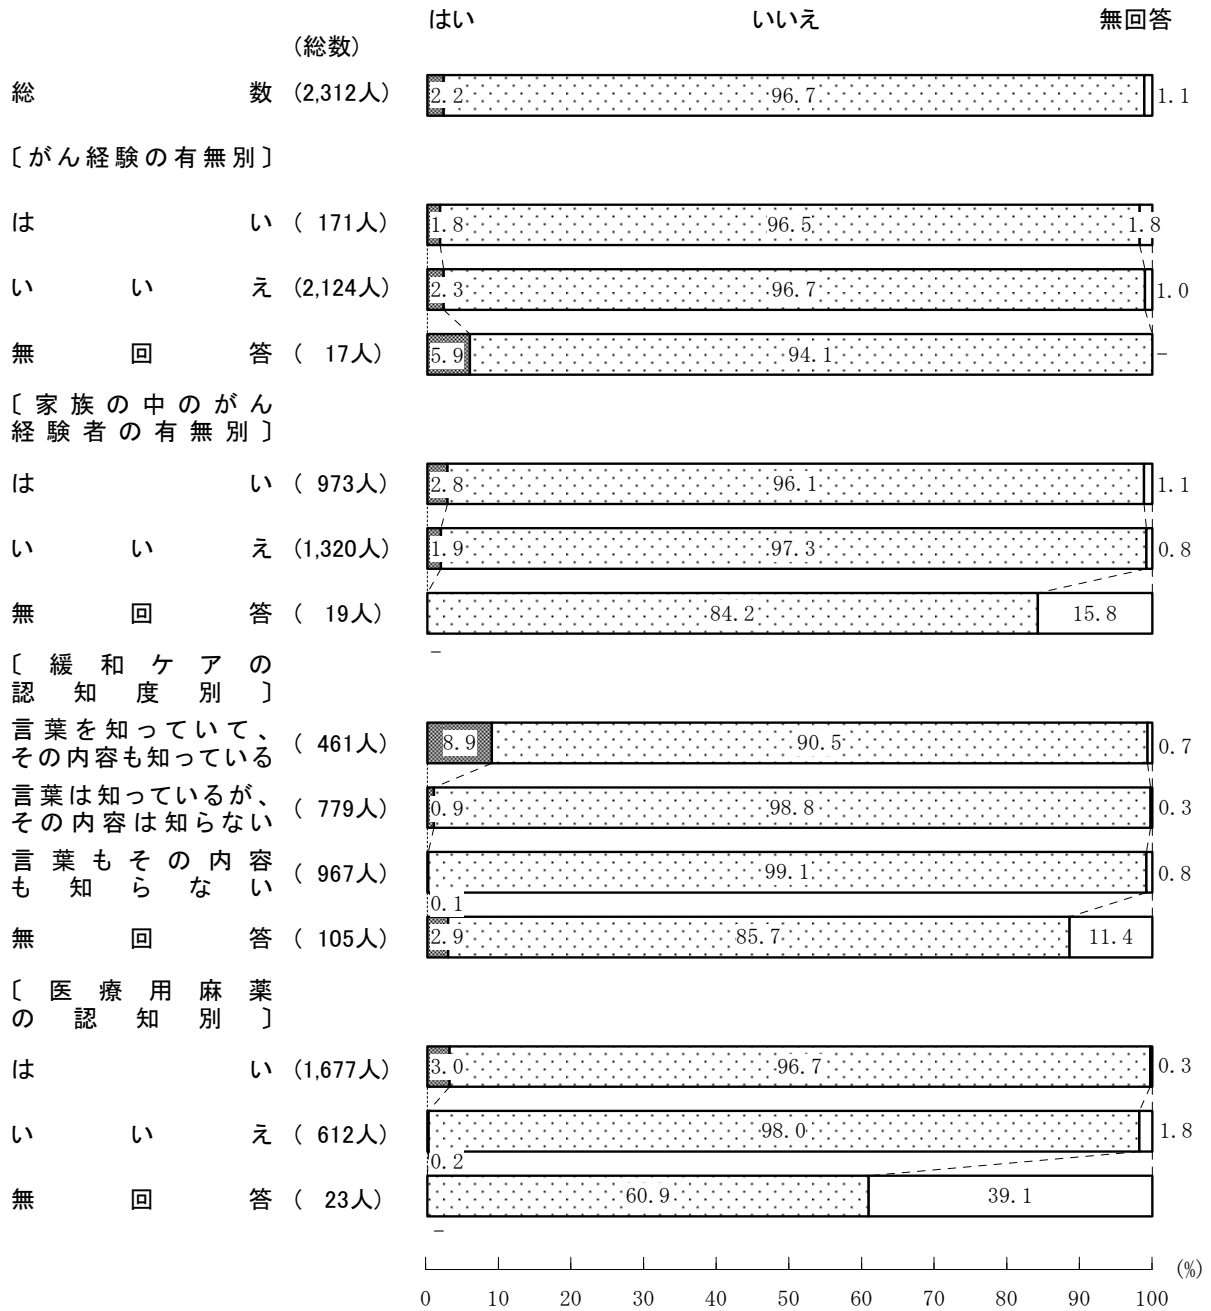 はい いいえ 無回答
(総数)
総数 (2,312人) 2.2 96.7 1.1
〔がん経験の有無別〕
はい ( 171人) 1.8 96.5 1.8
いいえ (2,124人) 2.3 96.7 1.0
無回答 ( 17人) 5.9 94.1 -
〔家族の中のがん
経験者の有無別〕
はい ( 973人) 2.8 96.1 1.1
いいえ (1,320人) 1.9 97.3 0.8
無回答 ( 19人) 84.2 15.8
-
〔緩和ケアの
認知度別〕
言葉を知っていて、
その内容も知っている ( 461人) 8.9 90.5 0.7
言葉は知っているが、
その内容は知らない ( 779人) 0.9 98.8 0.3
言葉もその内容
も知らない ( 967人) 99.1 0.8
0.1
無回答 ( 105人) 2.9 85.7 11.4
〔医療用麻薬
の認知別〕
はい (1,677人) 3.0 96.7 0.3
いいえ ( 612人) 98.0 1.8
0.2
無回答 ( 23人) 60.9 39.1
-
(%)
0 10 20 30 40 50 60 70 80 90 100